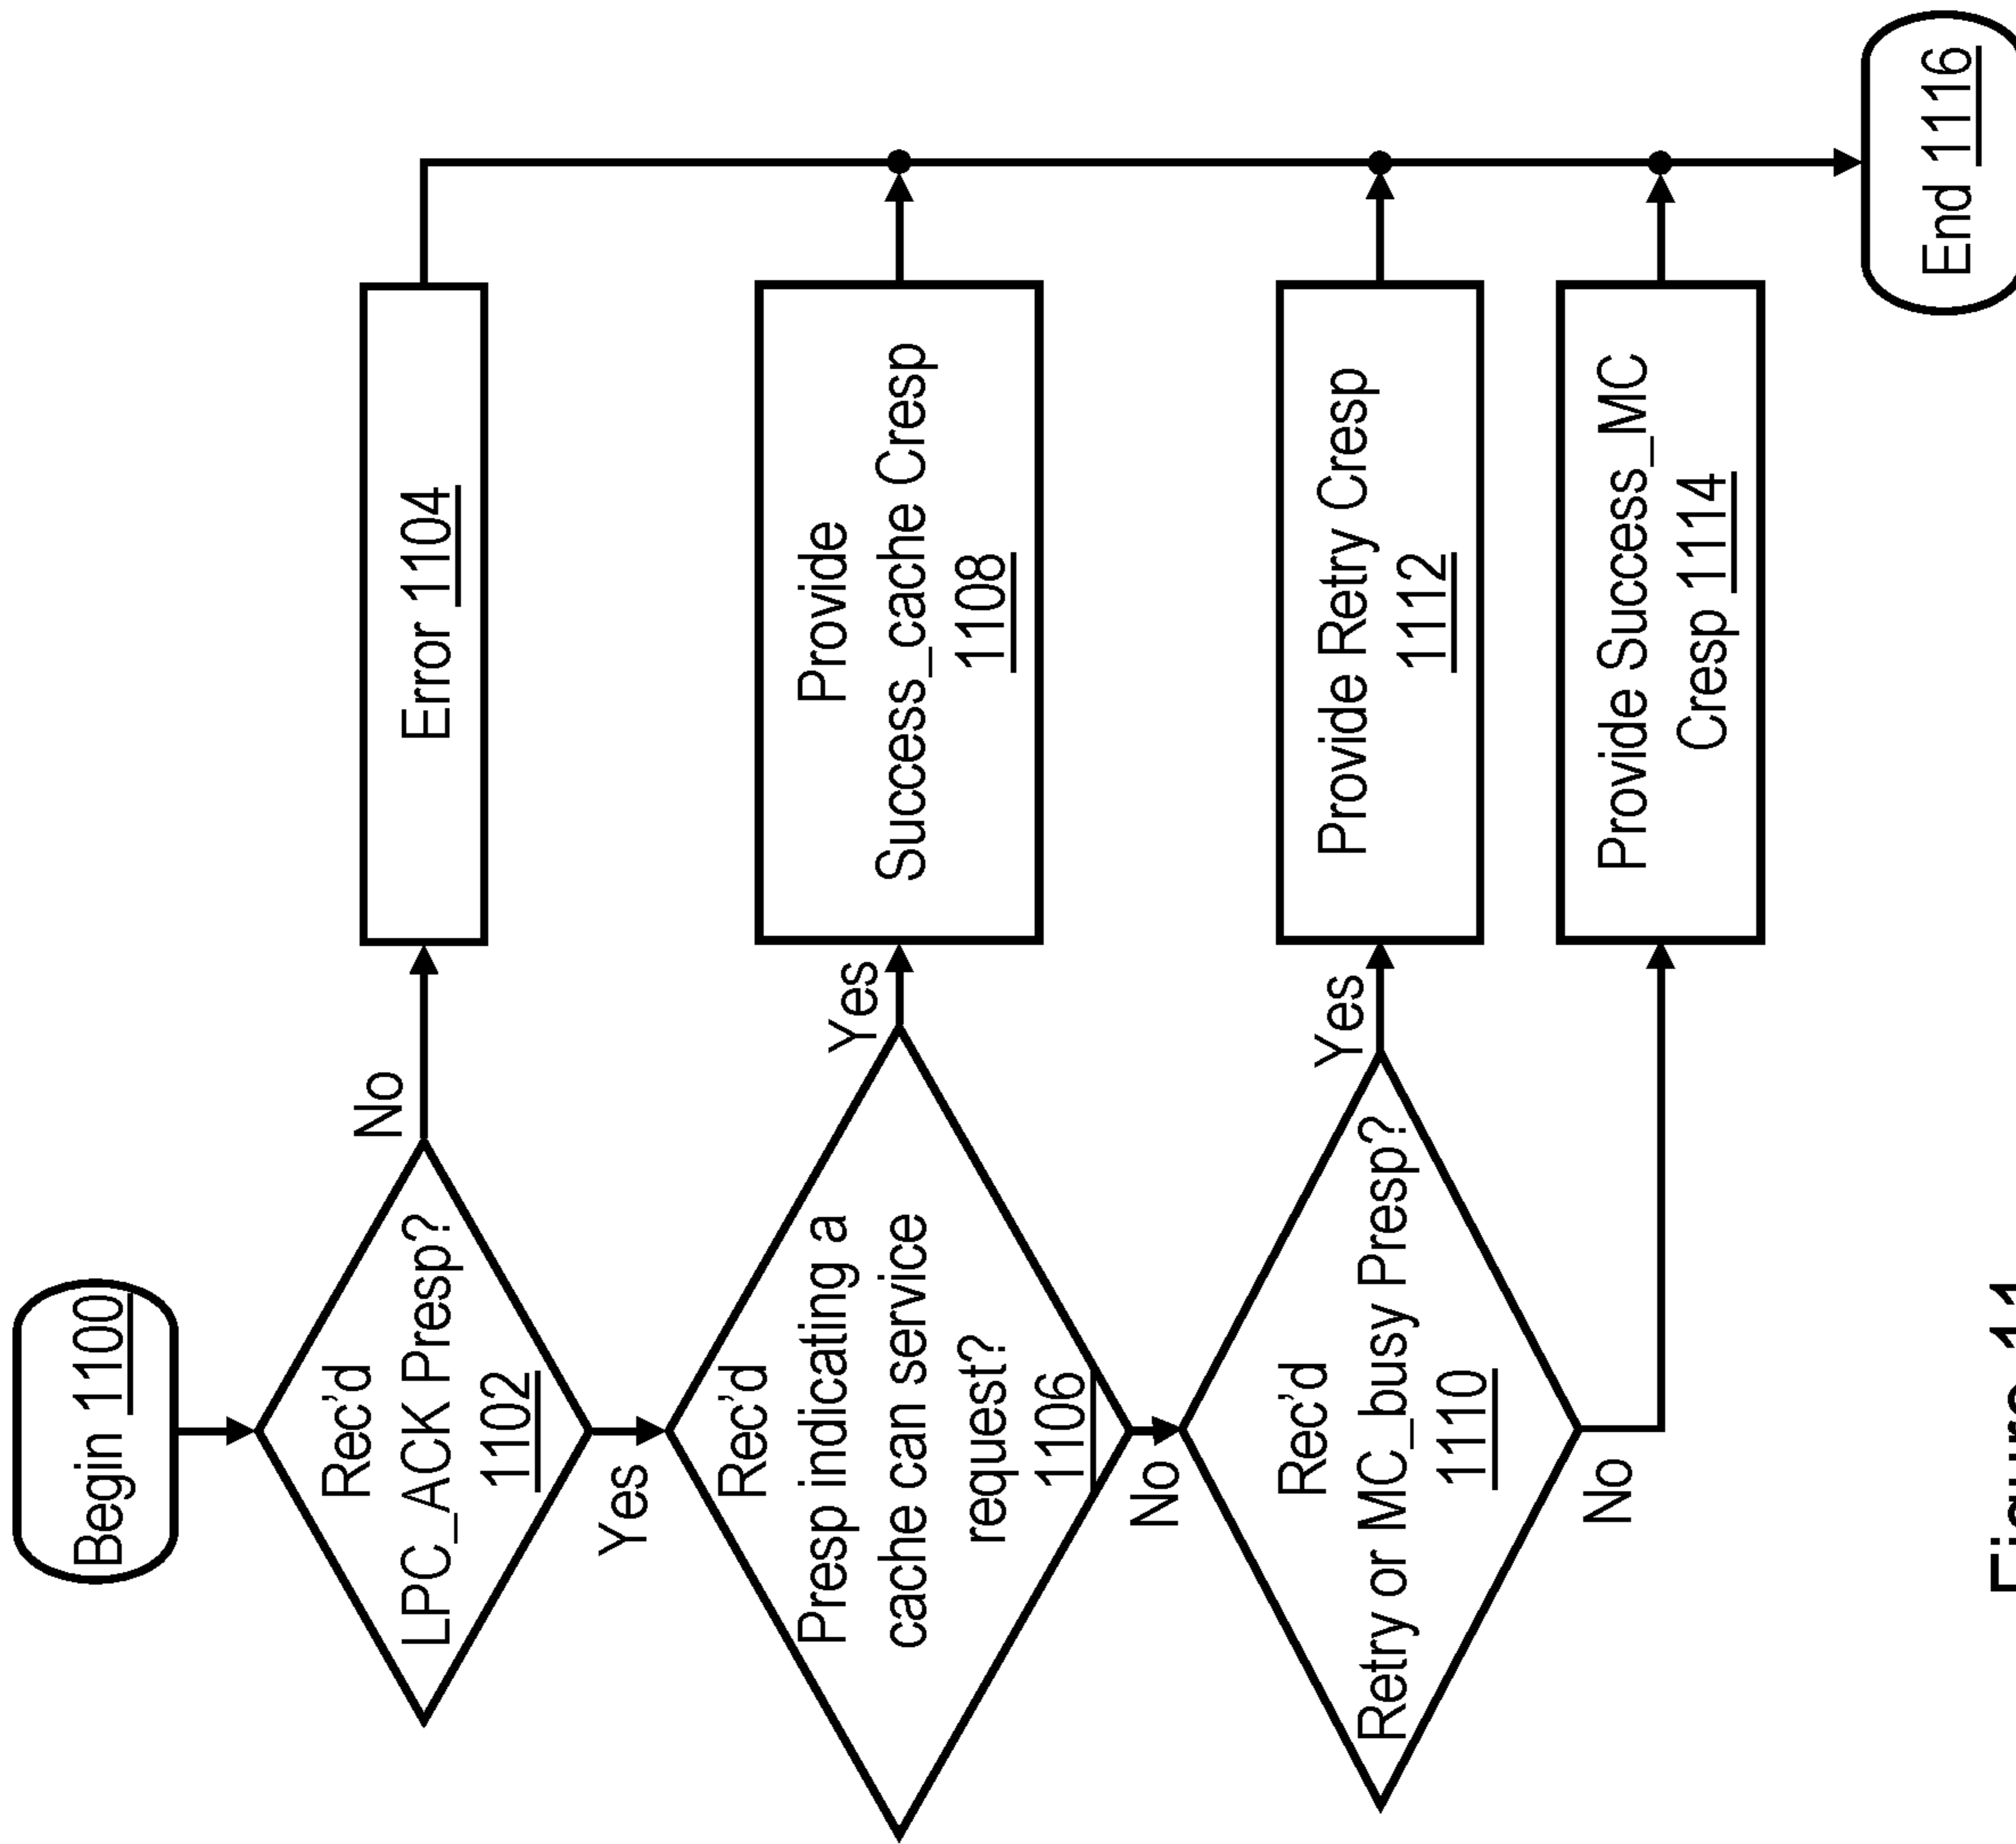 Begin 1100
Rec'd
LPC_ACK Presp?
1102
No
Error 1104
Yes
Rec'd
Presp indicating a
cache can service
request?
1106
Yes
Provide
Success_cache Cresp
1108
No
Rec'd
Retry or MC_busy Presp?
1110
Yes
Provide Retry Cresp
1112
No
Provide Success_MC
Cresp 1114
End 1116
Figure 11